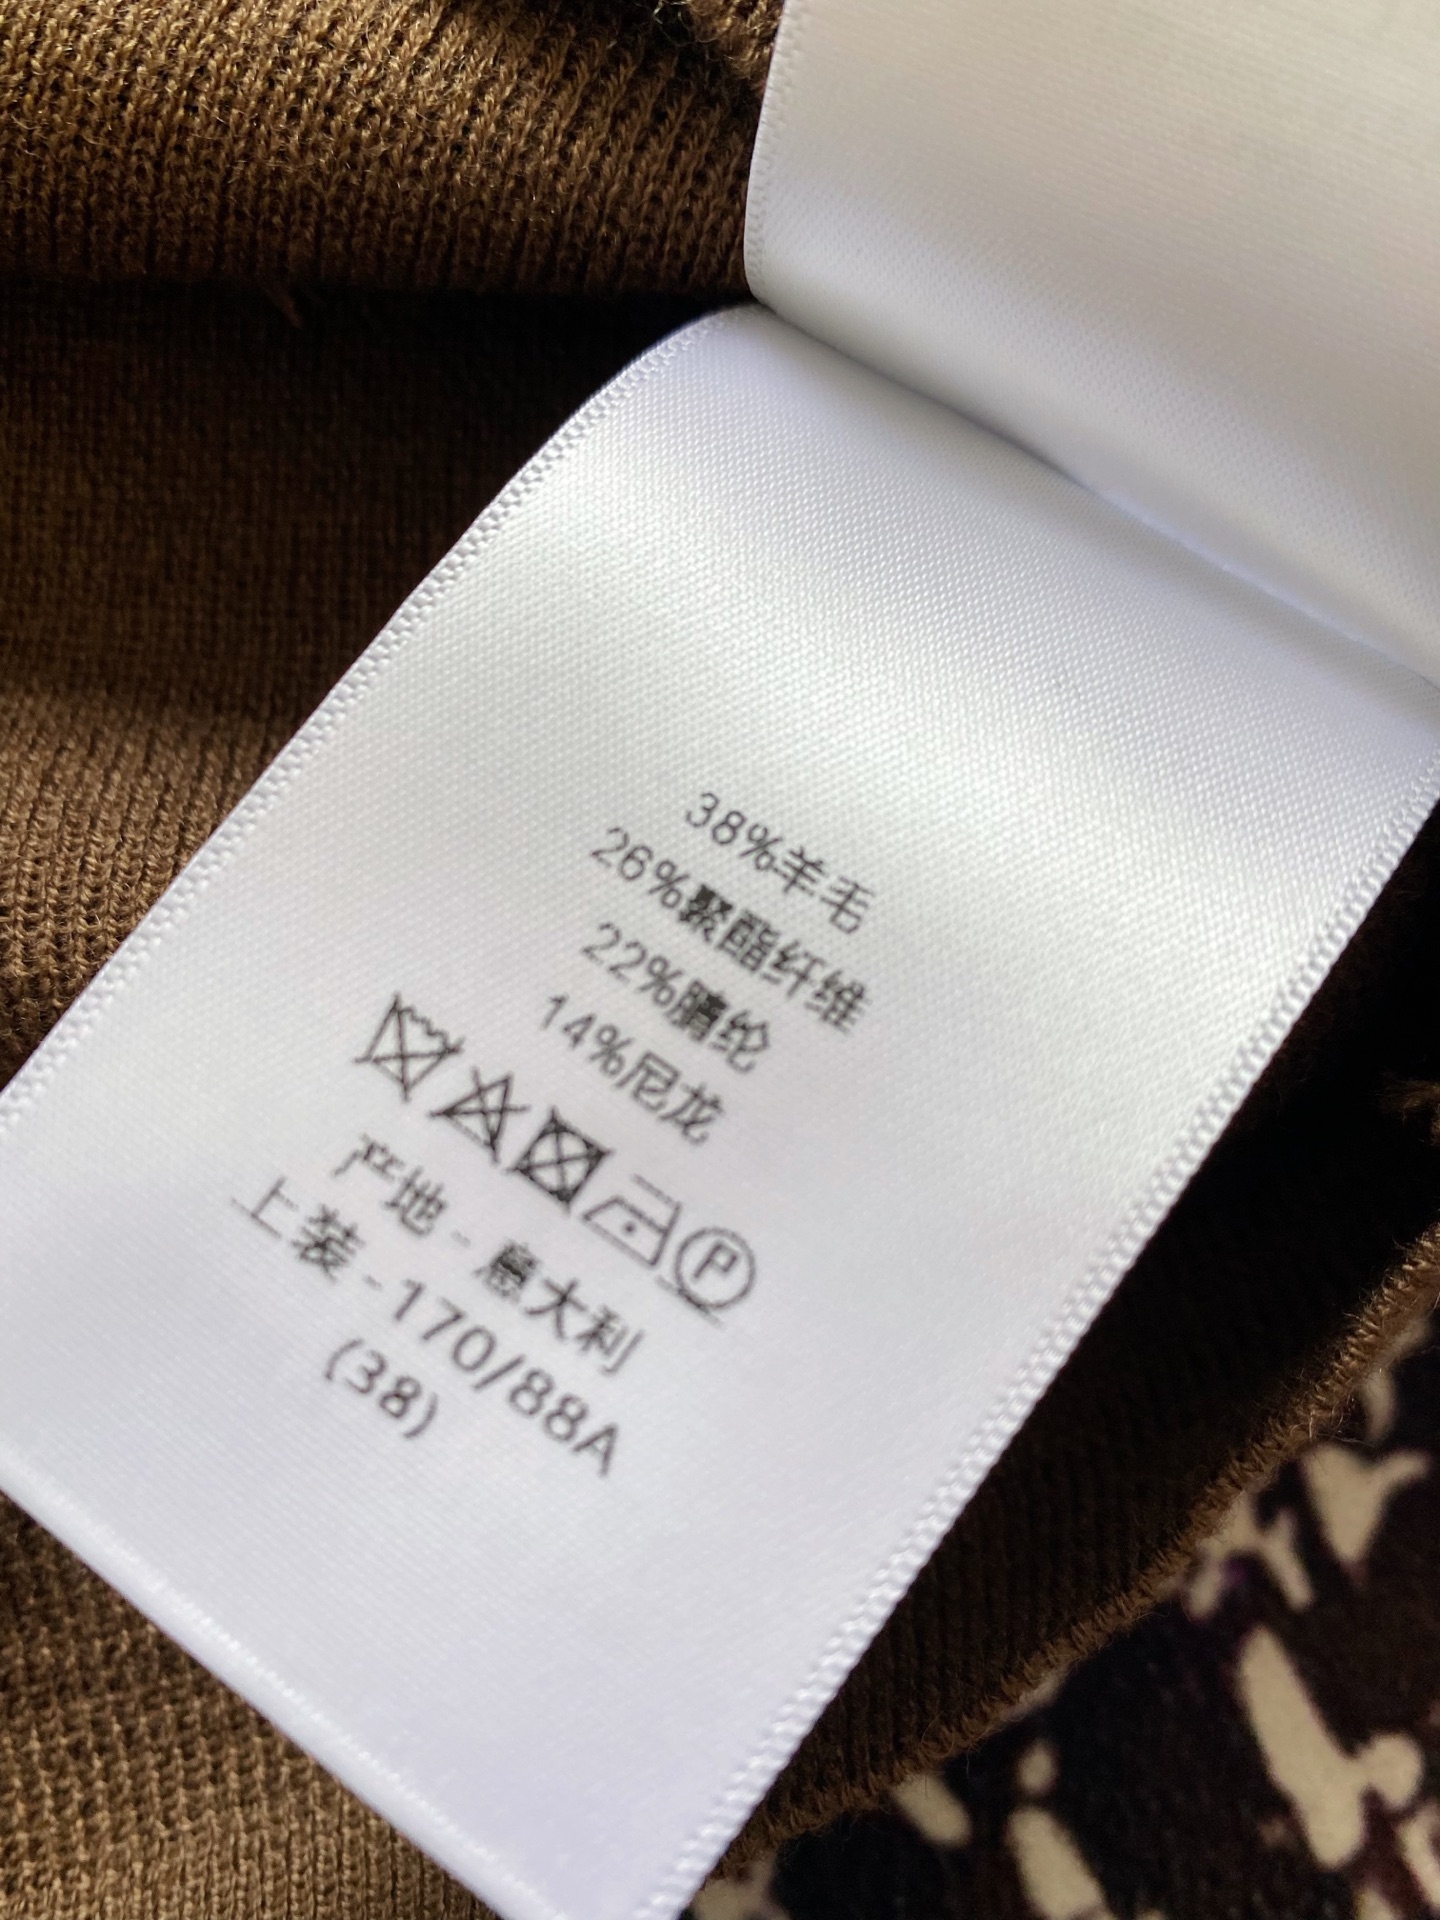 38%羊毛
26%聚酯纤维
22%腈纶
14%尼龙
P
产地 - 意大利
上装 - 170/88A
(38)